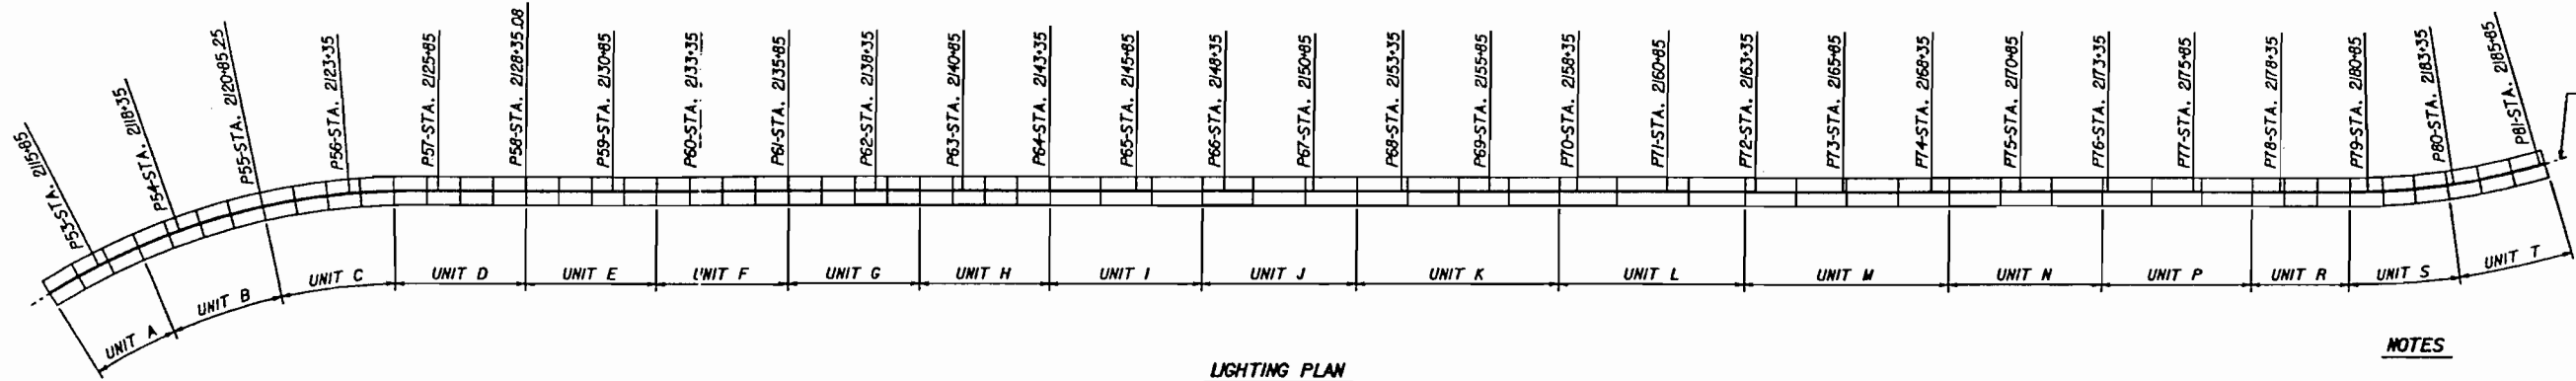 P53-STA. 2115+85
P54-STA. 2118+35
P55-STA. 2120+85.25
P56-STA. 2123+35
P57-STA. 2125+85
P58-STA. 2128+35.08
P59-STA. 2130+85
P60-STA. 2133+35
P61-STA. 2135+85
P62-STA. 2138+35
P63-STA. 2140+85
P64-STA. 2143+35
P65-STA. 2145+85
P66-STA. 2148+35
P67-STA. 2150+85
P68-STA. 2153+35
P69-STA. 2155+85
P70-STA. 2158+35
P71-STA. 2160+85
P72-STA. 2163+35
P73-STA. 2165+85
P74-STA. 2168+35
P75-STA. 2170+85
P76-STA. 2173+35
P77-STA. 2175+85
P78-STA. 2178+35
P79-STA. 2180+85
P80-STA. 2183+35
P81-STA. 2185+85
UNIT A
UNIT B
UNIT C
UNIT D
UNIT E
UNIT F
UNIT G
UNIT H
UNIT I
UNIT J
UNIT K
UNIT L
UNIT M
UNIT N
UNIT P
UNIT R
UNIT S
UNIT T
LIGHTING PLAN
NOTES